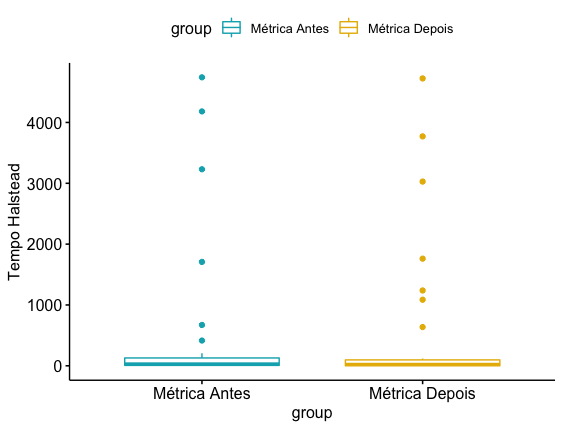 group Métrica Antes Métrica Depois
Tempo Halstead
4000
3000
2000
1000
0
Métrica Antes Métrica Depois
group